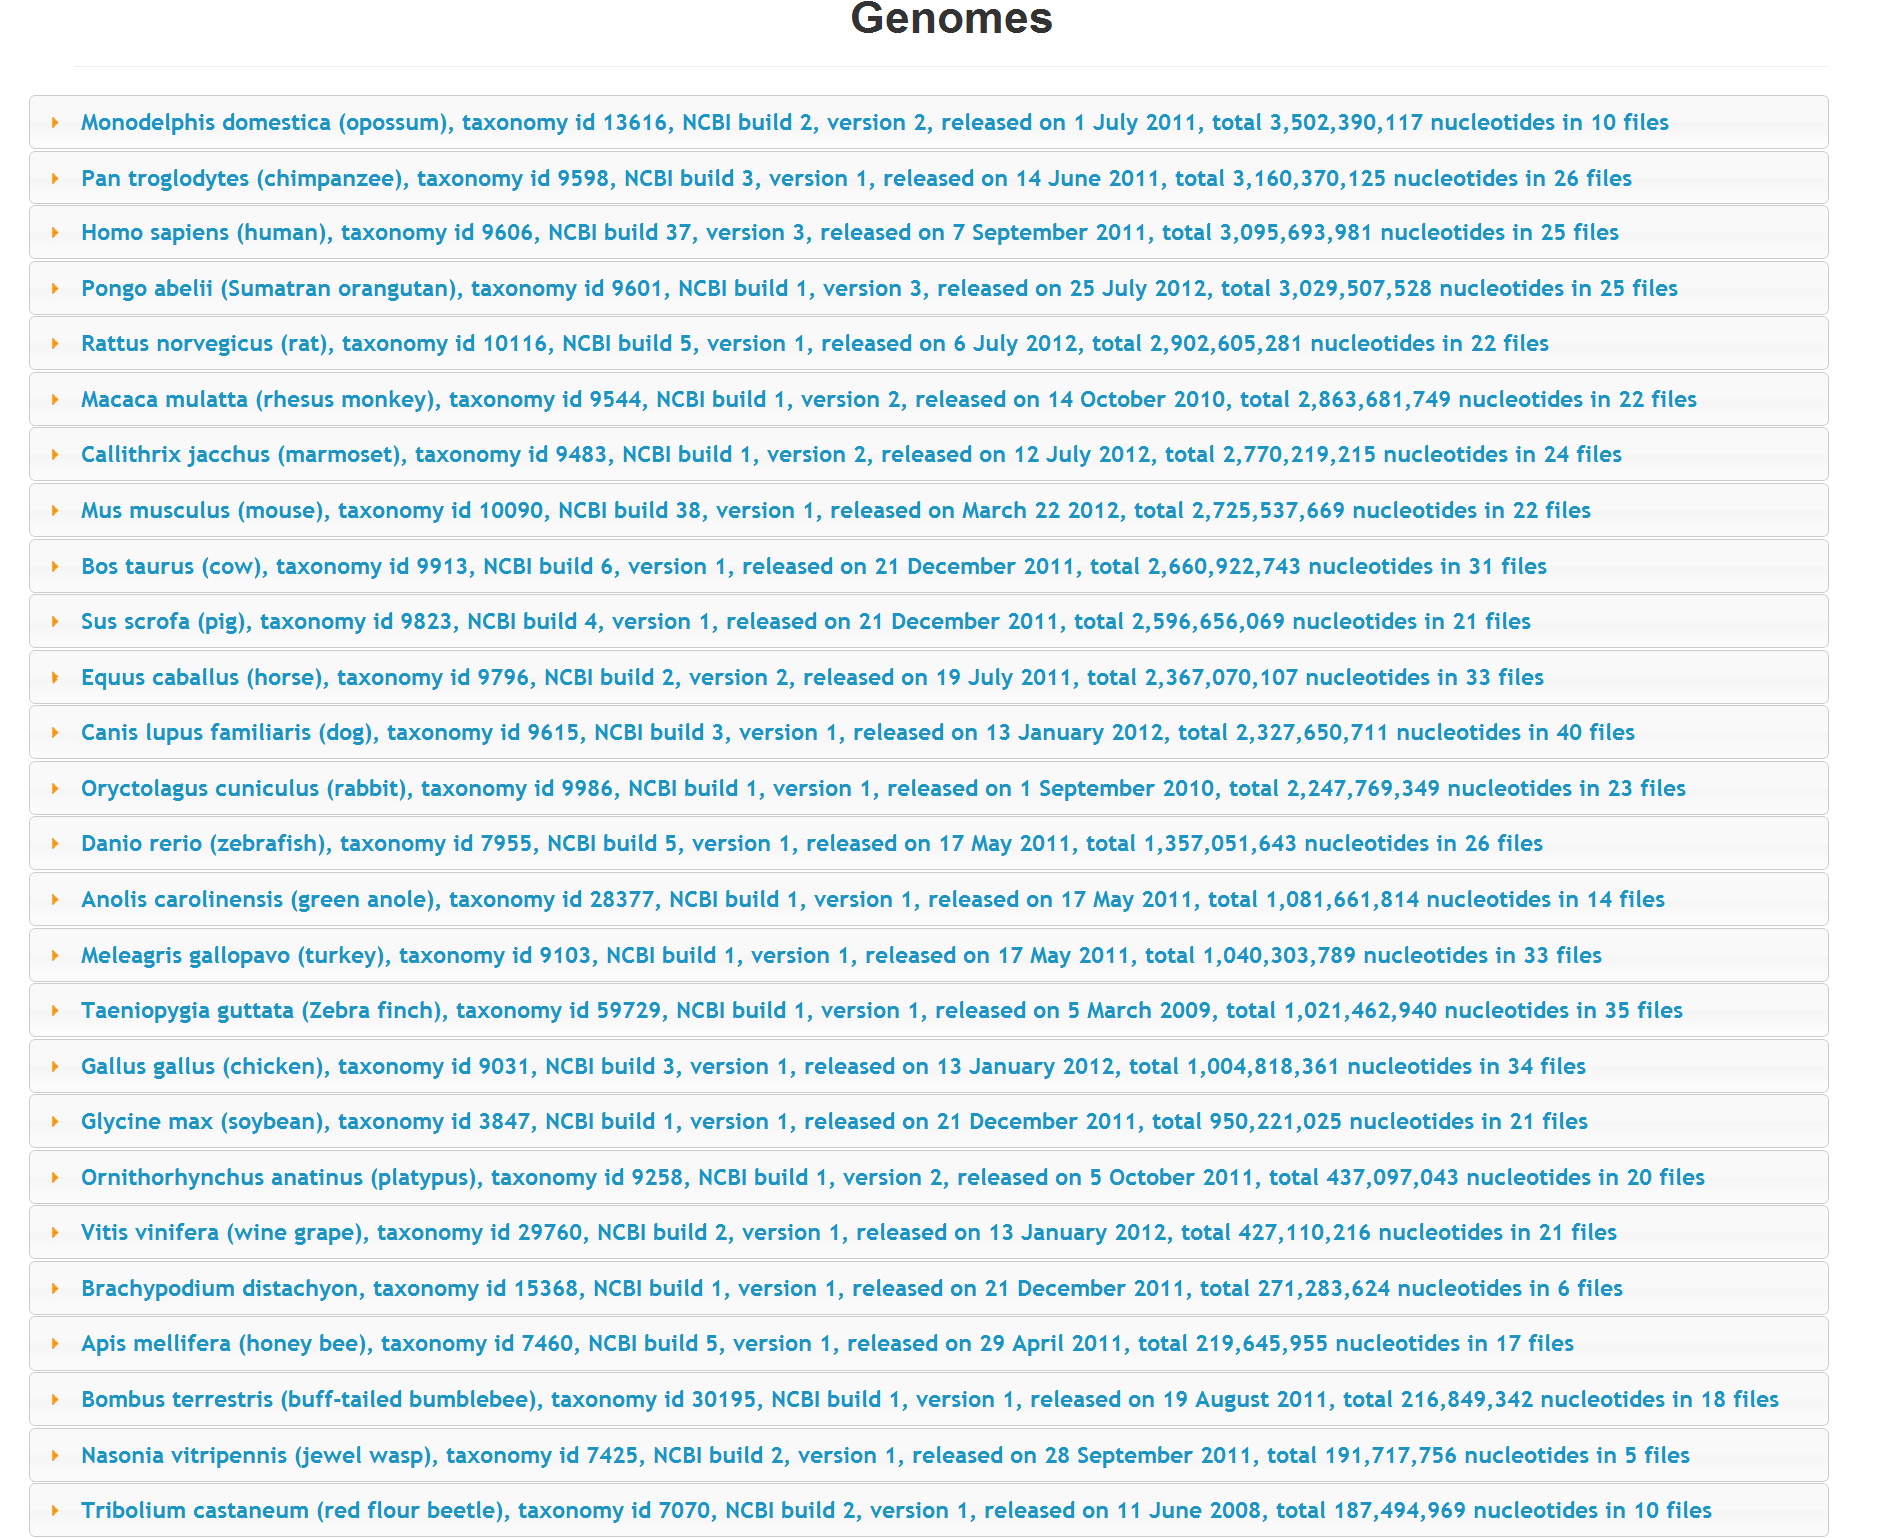 Genomes
Monodelphis domestica (opossum), taxonomy id 13616, NCBI build 2, version 2, released on 1 July 2011, total 3,502,390,117 nucleotides in 10 files
Pan troglodytes (chimpanzee), taxonomy id 9598, NCBI build 3, version 1, released on 14 June 2011, total 3,160,370,125 nucleotides in 26 files
Homo sapiens (human), taxonomy id 9606, NCBI build 37, version 3, released on 7 September 2011, total 3,095,693,981 nucleotides in 25 files
Pongo abelii (Sumatran orangutan), taxonomy id 9601, NCBI build 1, version 3, released on 25 July 2012, total 3,029,507,528 nucleotides in 25 files
Rattus norvegicus (rat), taxonomy id 10116, NCBI build 5, version 1, released on 6 July 2012, total 2,902,605,281 nucleotides in 22 files
Macaca mulatta (rhesus monkey), taxonomy id 9544, NCBI build 1, version 2, released on 14 October 2010, total 2,863,681,749 nucleotides in 22 files
Callithrix jacchus (marmoset), taxonomy id 9483, NCBI build 1, version 2, released on 12 July 2012, total 2,770,219,215 nucleotides in 24 files
Mus musculus (mouse), taxonomy id 10090, NCBI build 38, version 1, released on March 22 2012, total 2,725,537,669 nucleotides in 22 files
Bos taurus (cow), taxonomy id 9913, NCBI build 6, version 1, released on 21 December 2011, total 2,660,922,743 nucleotides in 31 files
Sus scrofa (pig), taxonomy id 9823, NCBI build 4, version 1, released on 21 December 2011, total 2,596,656,069 nucleotides in 21 files
Equus caballus (horse), taxonomy id 9796, NCBI build 2, version 2, released on 19 July 2011, total 2,367,070,107 nucleotides in 33 files
Canis lupus familiaris (dog), taxonomy id 9615, NCBI build 3, version 1, released on 13 January 2012, total 2,327,650,711 nucleotides in 40 files
Oryctolagus cuniculus (rabbit), taxonomy id 9986, NCBI build 1, version 1, released on 1 September 2010, total 2,247,769,349 nucleotides in 23 files
Danio rerio (zebrafish), taxonomy id 7955, NCBI build 5, version 1, released on 17 May 2011, total 1,357,051,643 nucleotides in 26 files
Anolis carolinensis (green anole), taxonomy id 28377, NCBI build 1, version 1, released on 17 May 2011, total 1,081,661,814 nucleotides in 14 files
Meleagris gallopavo (turkey), taxonomy id 9103, NCBI build 1, version 1, released on 17 May 2011, total 1,040,303,789 nucleotides in 33 files
Taeniopygia guttata (Zebra finch), taxonomy id 59729, NCBI build 1, version 1, released on 5 March 2009, total 1,021,462,940 nucleotides in 35 files
Gallus gallus (chicken), taxonomy id 9031, NCBI build 3, version 1, released on 13 January 2012, total 1,004,818,361 nucleotides in 34 files
Glycine max (soybean), taxonomy id 3847, NCBI build 1, version 1, released on 21 December 2011, total 950,221,025 nucleotides in 21 files
Ornithorhynchus anatinus (platypus), taxonomy id 9258, NCBI build 1, version 2, released on 5 October 2011, total 437,097,043 nucleotides in 20 files
Vitis vinifera (wine grape), taxonomy id 29760, NCBI build 2, version 1, released on 13 January 2012, total 427,110,216 nucleotides in 21 files
Brachypodium distachyon, taxonomy id 15368, NCBI build 1, version 1, released on 21 December 2011, total 271,283,624 nucleotides in 6 files
Apis mellifera (honey bee), taxonomy id 7460, NCBI build 5, version 1, released on 29 April 2011, total 219,645,955 nucleotides in 17 files
Bombus terrestris (buff-tailed bumblebee), taxonomy id 30195, NCBI build 1, version 1, released on 19 August 2011, total 216,849,342 nucleotides in 18 files
Nasonia vitripennis (jewel wasp), taxonomy id 7425, NCBI build 2, version 1, released on 28 September 2011, total 191,717,756 nucleotides in 5 files
Tribolium castaneum (red flour beetle), taxonomy id 7070, NCBI build 2, version 1, released on 11 June 2008, total 187,494,969 nucleotides in 10 files